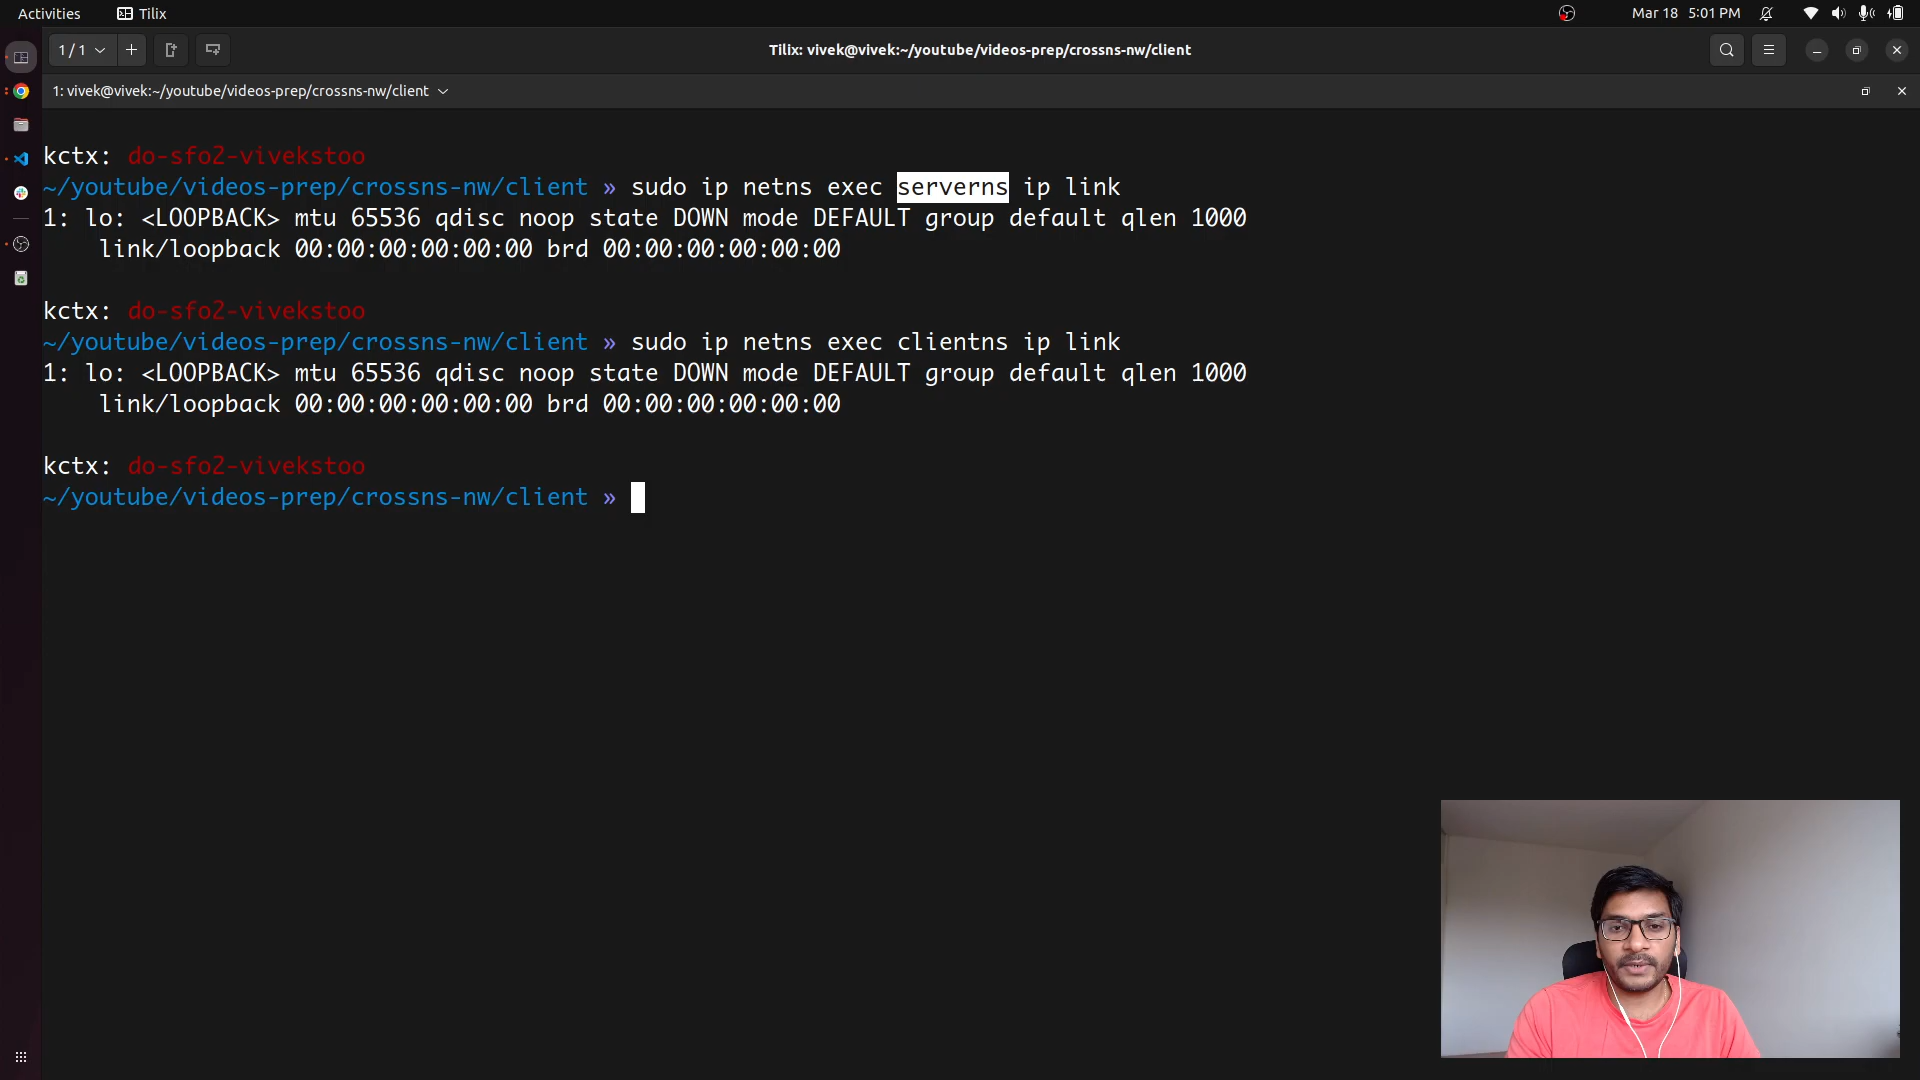 Activities
Tilix
Mar 18 5:01 PM
1 / 1
Tilix: vivek@vivek:~/youtube/videos-prep/crossns-nw/client
1: vivek@vivek:~/youtube/videos-prep/crossns-nw/client
kctx: do-sfo2-vivekstoo
~/youtube/videos-prep/crossns-nw/client » sudo ip netns exec serverns ip link
1: lo: <LOOPBACK> mtu 65536 qdisc noop state DOWN mode DEFAULT group default qlen 1000
link/loopback 00:00:00:00:00:00 brd 00:00:00:00:00:00
kctx: do-sfo2-vivekstoo
~/youtube/videos-prep/crossns-nw/client » sudo ip netns exec clientns ip link
1: lo: <LOOPBACK> mtu 65536 qdisc noop state DOWN mode DEFAULT group default qlen 1000
link/loopback 00:00:00:00:00:00 brd 00:00:00:00:00:00
kctx: do-sfo2-vivekstoo
~/youtube/videos-prep/crossns-nw/client »